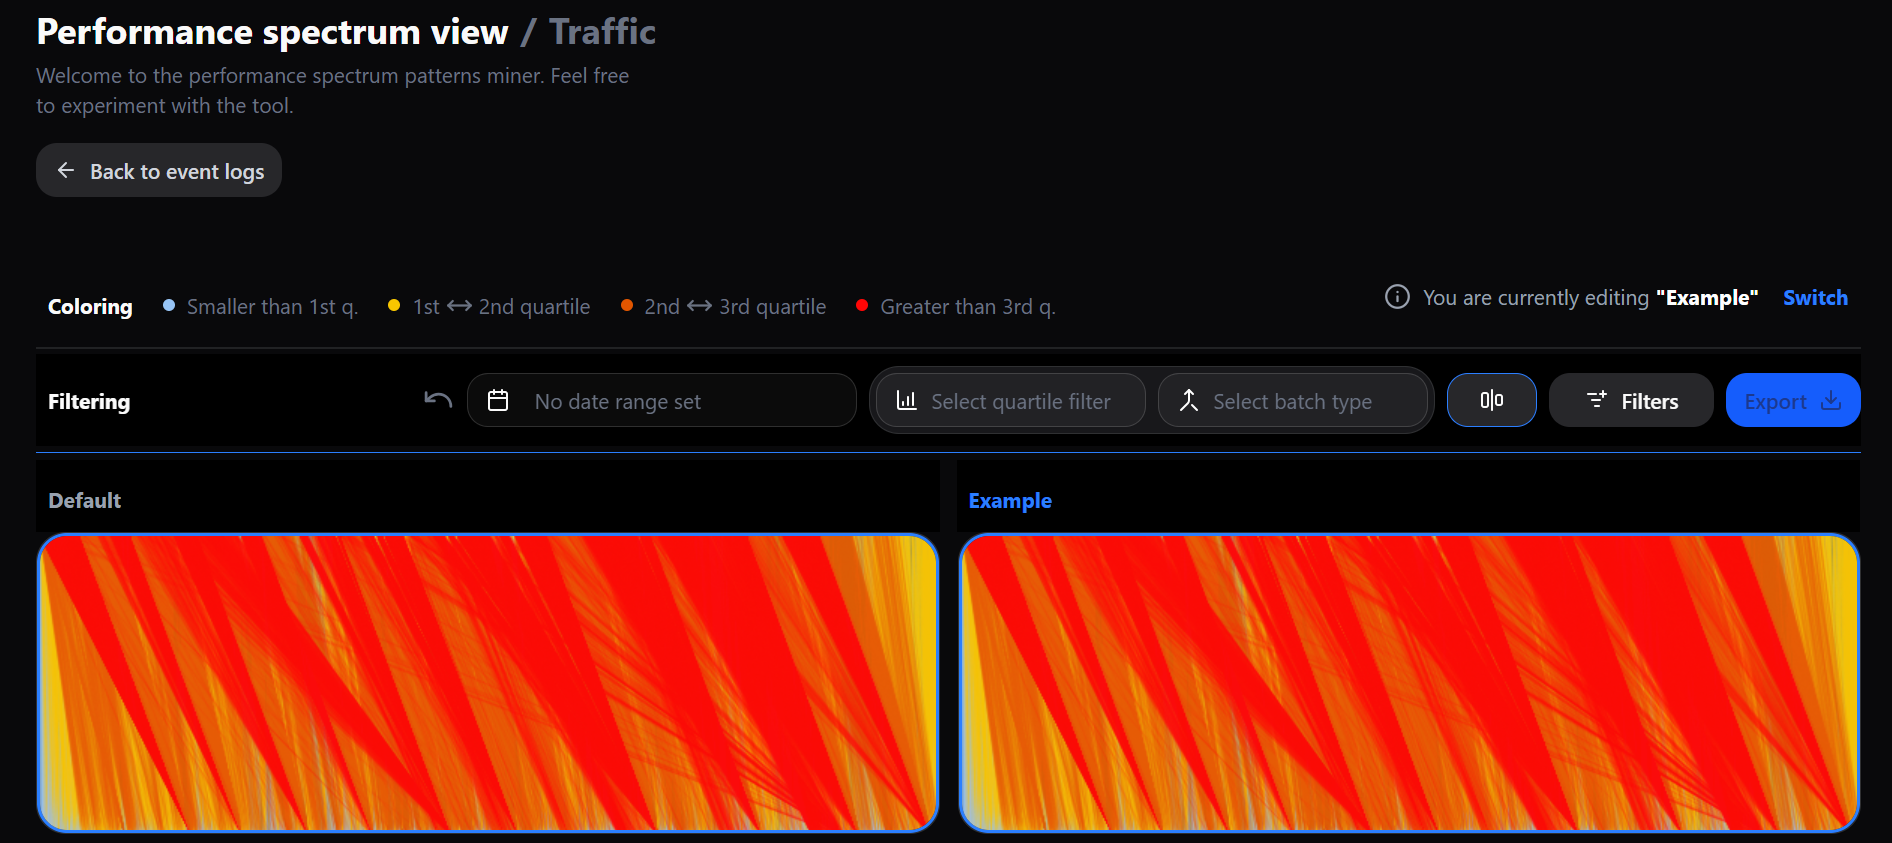 Performance spectrum view / Traffic
Welcome to the performance spectrum patterns miner. Feel free
to experiment with the tool.
Back to event logs
Coloring Smaller than 1st q. 1st ↔ 2nd quartile 2nd ↔ 3rd quartile Greater than 3rd q. You are currently editing "Example" Switch
Filtering No date range set Select quartile filter Select batch type Filters Export
Default Example